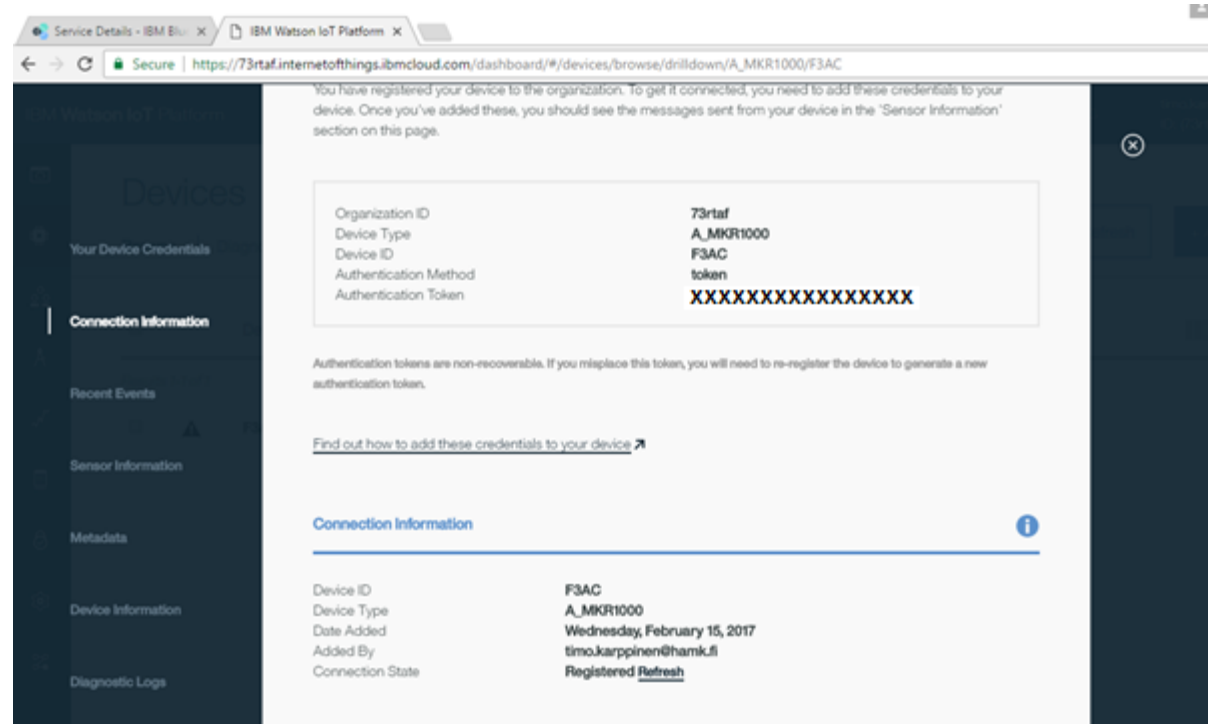 Service Details - IBM Blu
IBM Watson IoT Platform
Secure | https://73rtaf.internetofthings.ibmcloud.com/dashboard/#/devices/browse/drilldown/A_MKR1000/F3AC
IBM Watson IoT Platform
Devices
You have registered your device to the organization. To get it connected, you need to add these credentials to your
device. Once you've added these, you should see the messages sent from your device in the 'Sensor Information'
section on this page.
Organization ID 73rtaf
Device Type A_MKR1000
Device ID F3AC
Authentication Method token
Authentication Token XXXXXXXXXXXXXXXX
Your Device Credentials
Connection Information
Recent Events
Sensor Information
Metadata
Device Information
Diagnostic Logs
Authentication tokens are non-recoverable. If you misplace this token, you will need to re-register the device to generate a new
authentication token.
Find out how to add these credentials to your device
Connection Information
Device ID F3AC
Device Type A_MKR1000
Date Added Wednesday, February 15, 2017
Added By timo.karppinen@hamk.fi
Connection State Registered Refresh